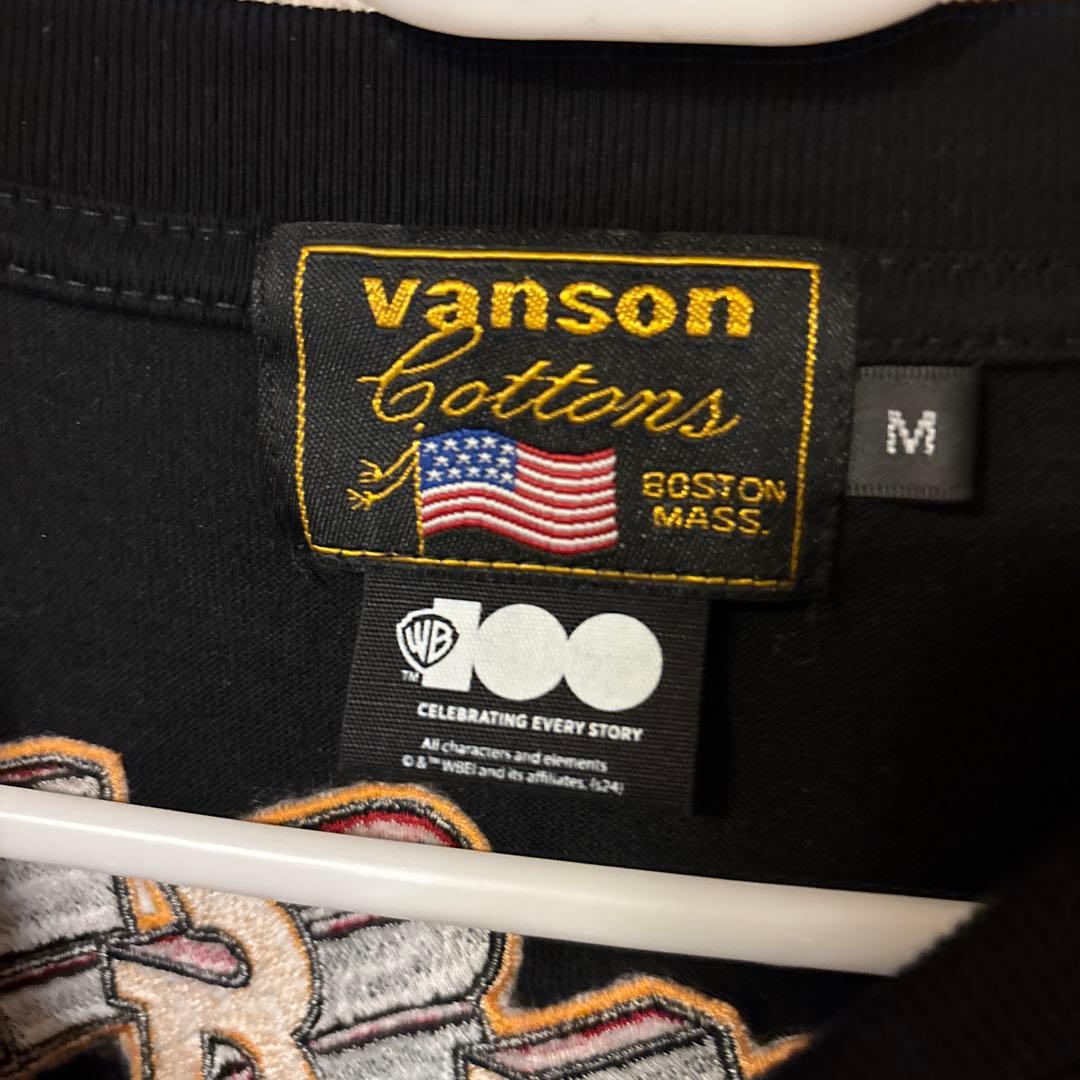 vanson
Cottons
BOSTON
MASS.
M
WB 100
TM
CELEBRATING EVERY STORY
All characters and elements
© & ™ WBEI and its affiliates. (s24)